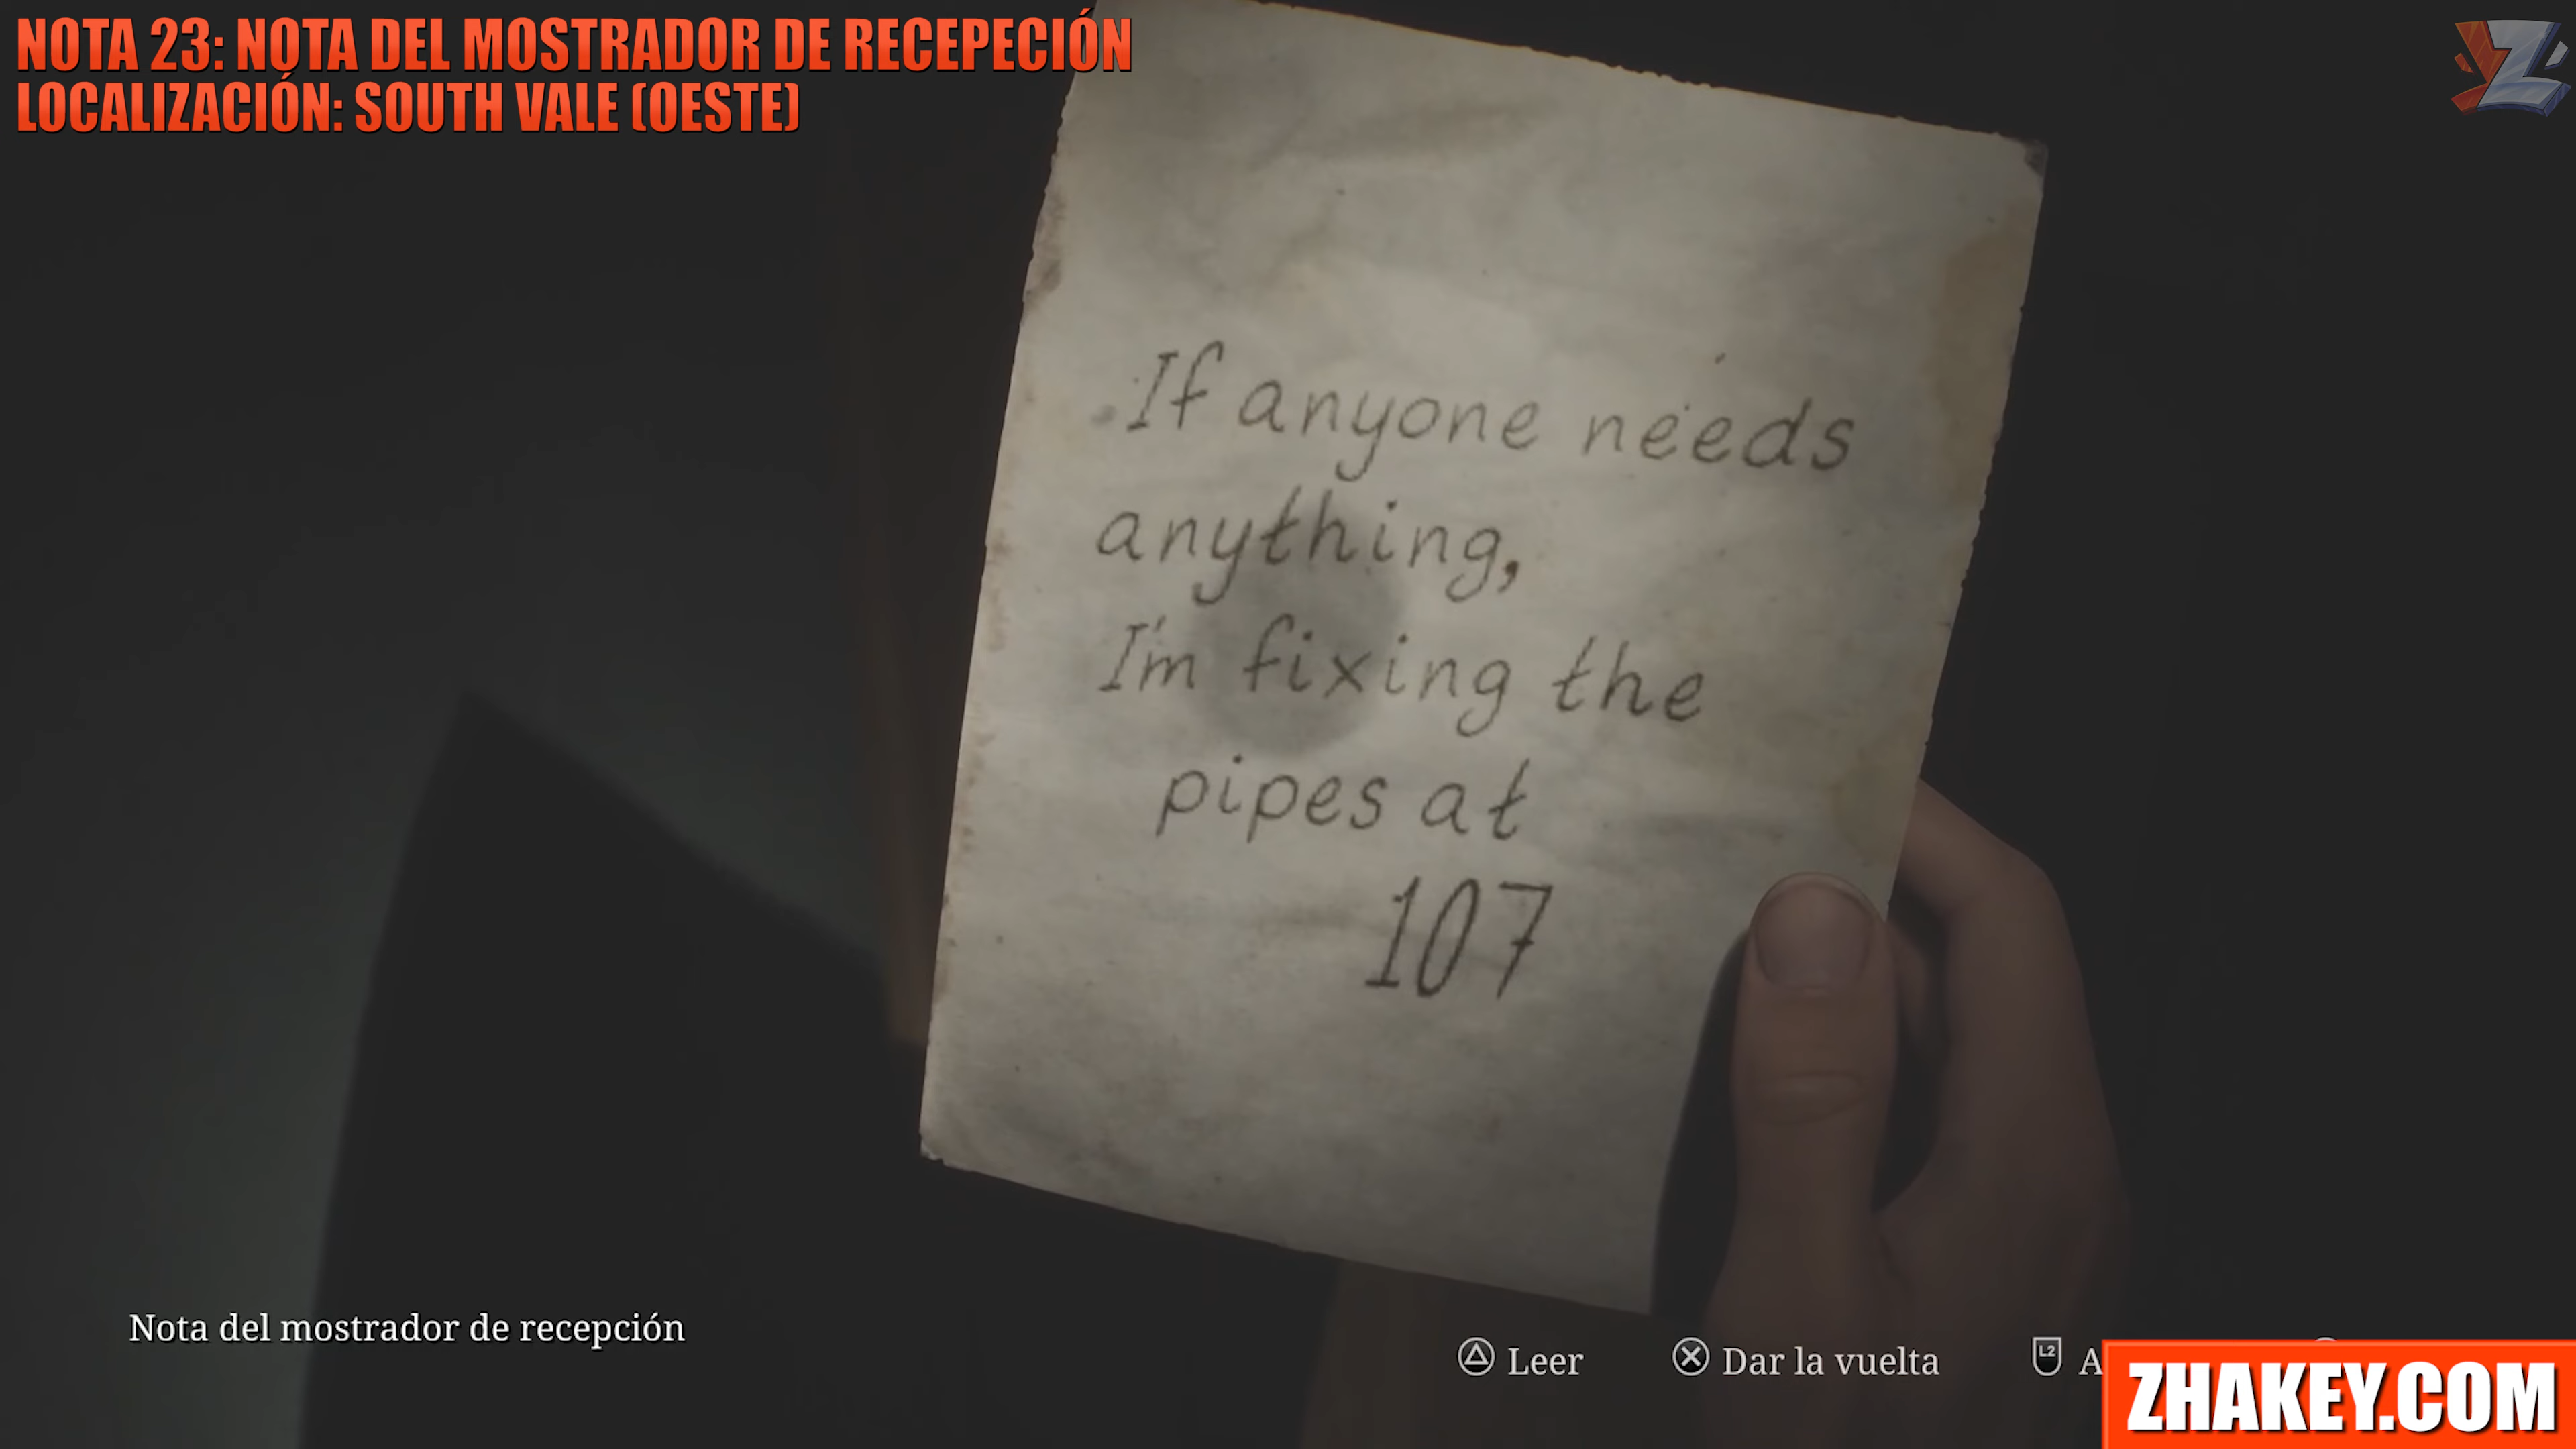 NOTA 23: NOTA DEL MOSTRADOR DE RECEPECIÓN
LOCALIZACIÓN: SOUTH VALE (OESTE)
If anyone needs
anything,
I'm fixing the
pipes at
107
Nota del mostrador de recepción
Leer
Dar la vuelta
L2 A
ZHAKEY.COM